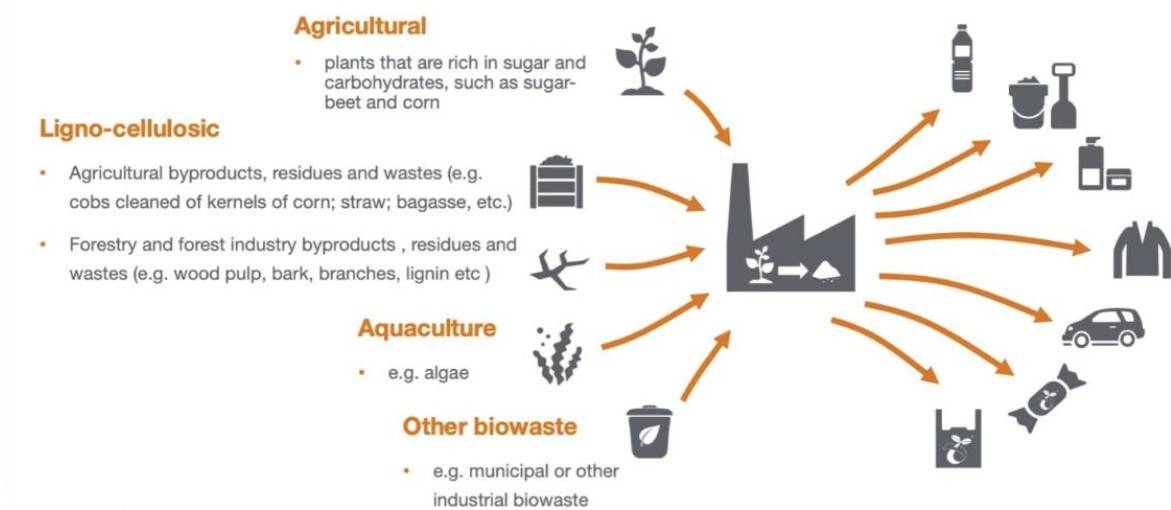 Agricultural
• plants that are rich in sugar and
carbohydrates, such as sugar-
beet and corn
Ligno-cellulosic
• Agricultural byproducts, residues and wastes (e.g.
cobs cleaned of kernels of corn; straw; bagasse, etc.)
• Forestry and forest industry byproducts , residues and
wastes (e.g. wood pulp, bark, branches, lignin etc )
Aquaculture
• e.g. algae
Other biowaste
• e.g. municipal or other
industrial biowaste